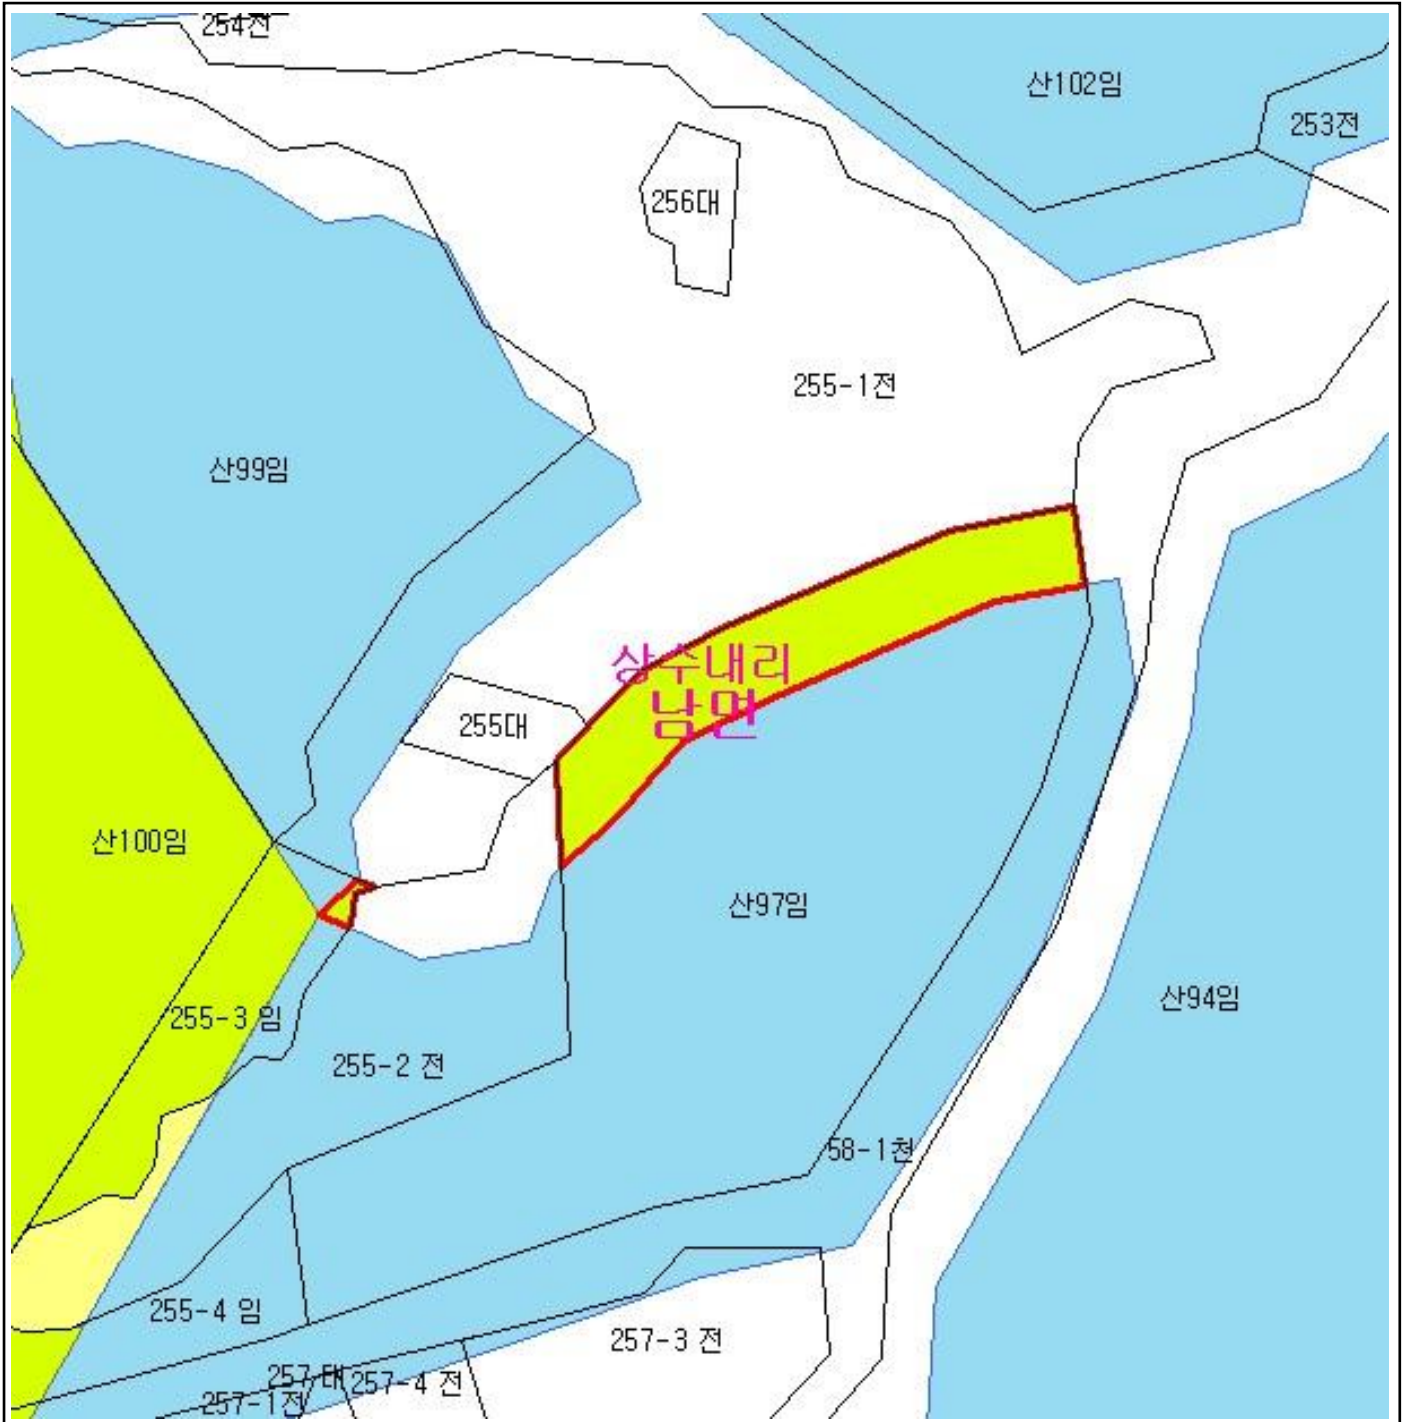 254전
산102임
253전
256대
255-1전
산99임
상수내리
남면
255대
산100임
산97임
산94임
255-3 임
255-2 전
58-1천
255-4 임
257-3 전
257 대
257-4 전
257-1전